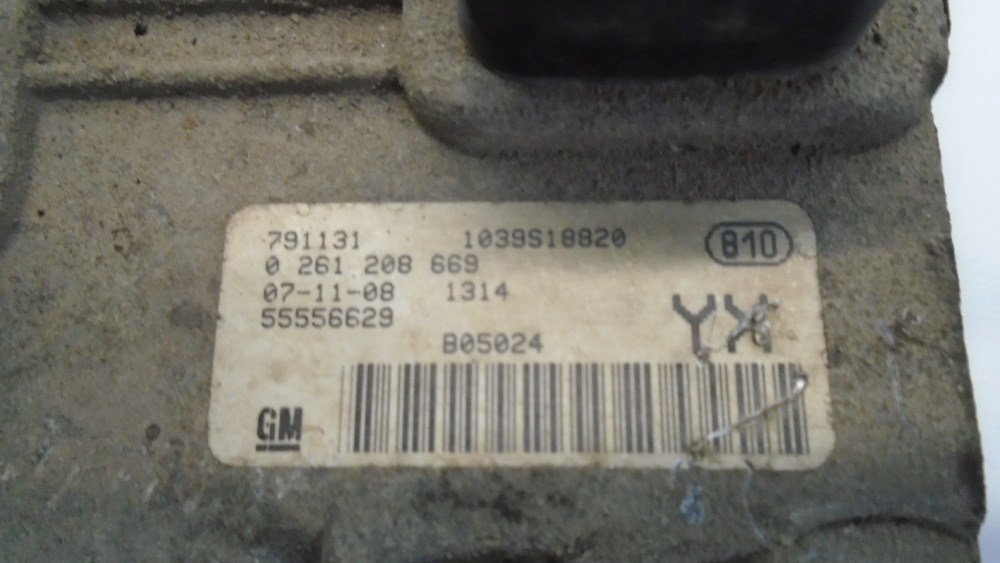 791131 1039S18820 810
0 261 208 669
07-11-08 1314
55556629 YX
B05024
GM